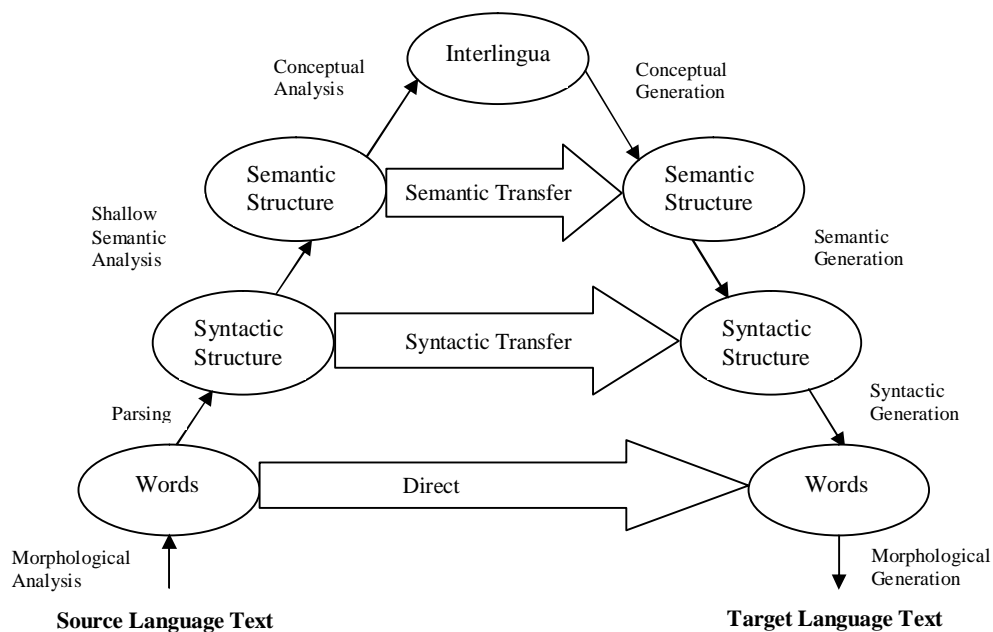 Interlingua
Conceptual
Analysis
Conceptual
Generation
Semantic
Structure
Semantic Transfer
Semantic
Structure
Shallow
Semantic
Analysis
Semantic
Generation
Syntactic
Structure
Syntactic Transfer
Syntactic
Structure
Parsing
Syntactic
Generation
Words
Direct
Words
Morphological
Analysis
Morphological
Generation
Source Language Text
Target Language Text